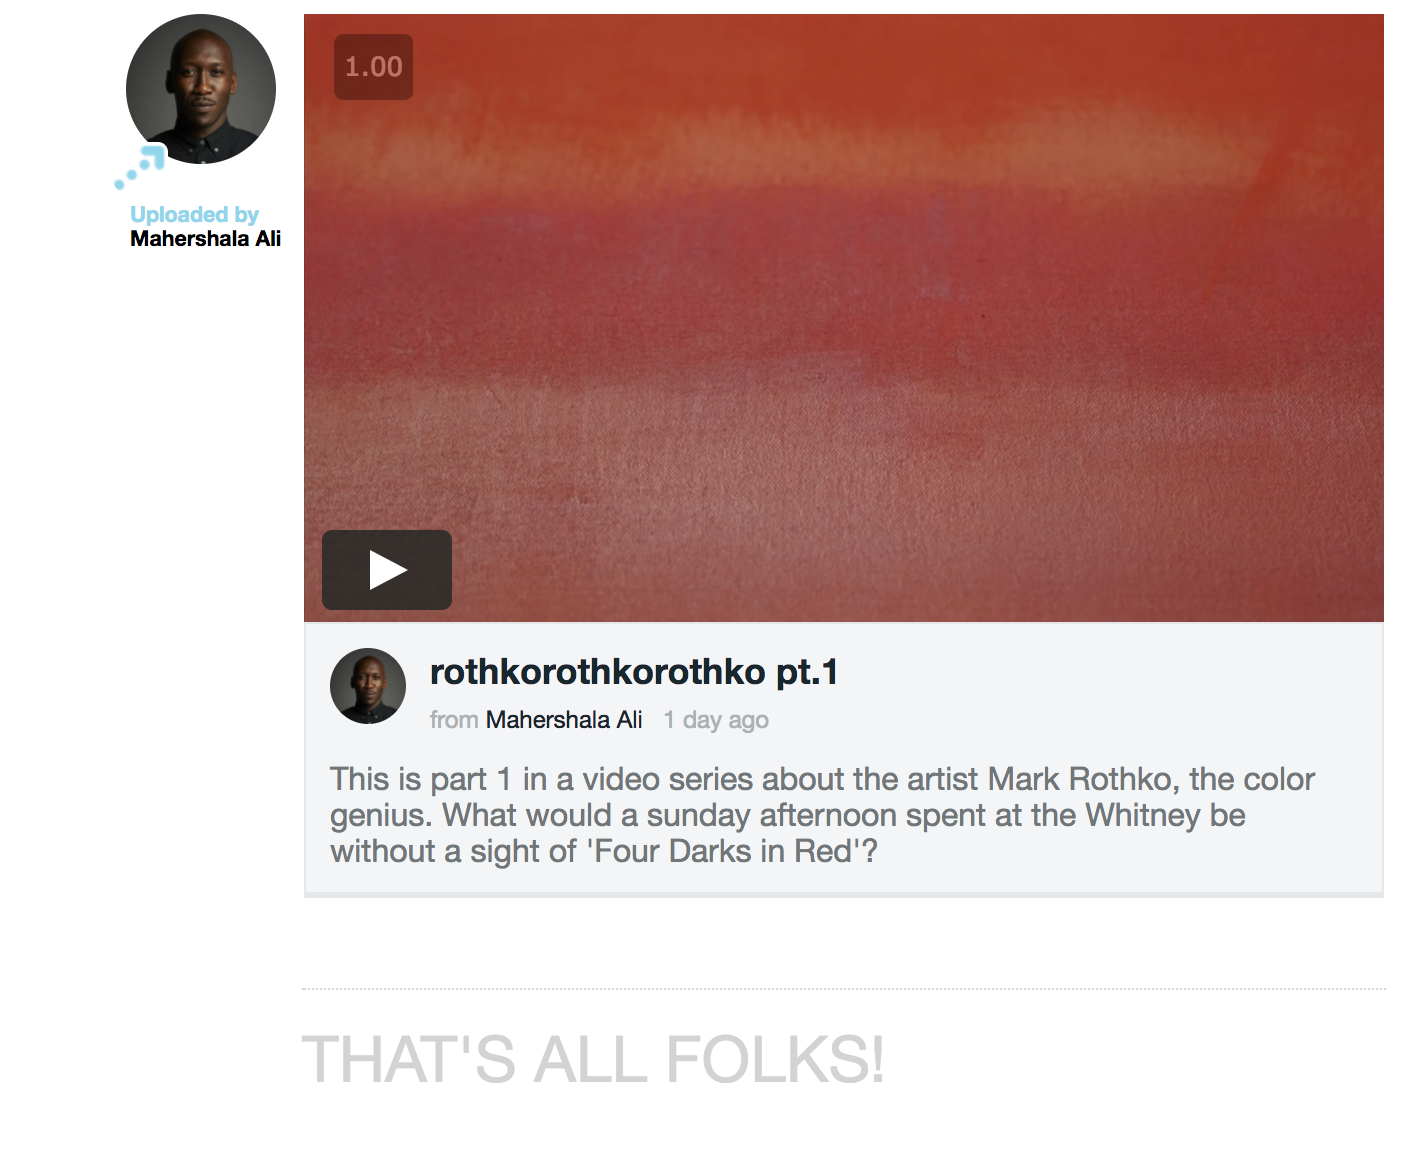 1.00
Uploaded by
Mahershala Ali
rothkorothkorothko pt.1
from Mahershala Ali 1 day ago
This is part 1 in a video series about the artist Mark Rothko, the color
genius. What would a sunday afternoon spent at the Whitney be
without a sight of 'Four Darks in Red'?
THAT'S ALL FOLKS!